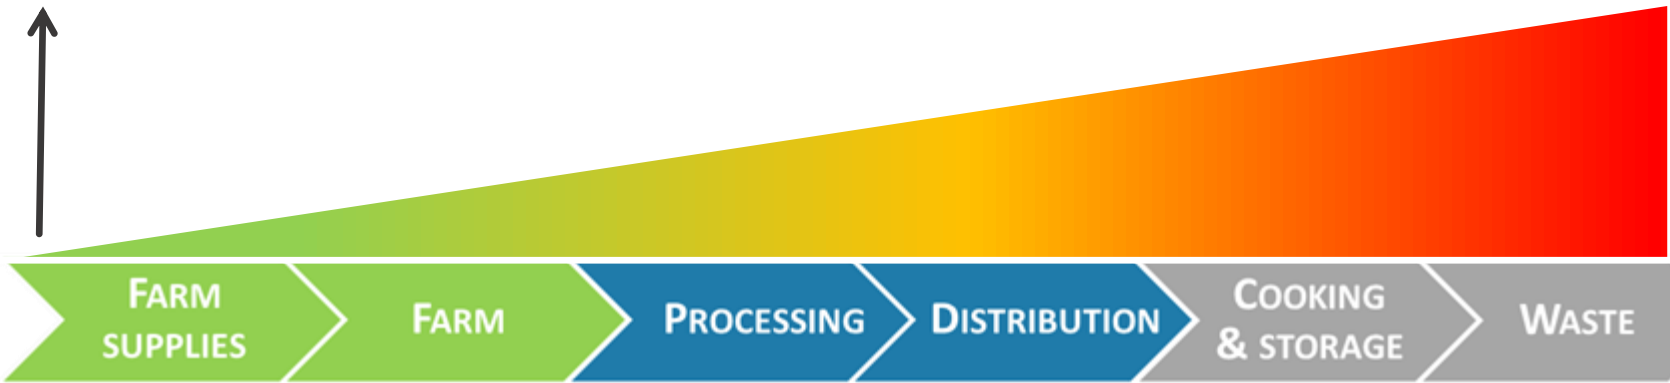 FARM
SUPPLIES
FARM
PROCESSING
DISTRIBUTION
COOKING
& STORAGE
WASTE